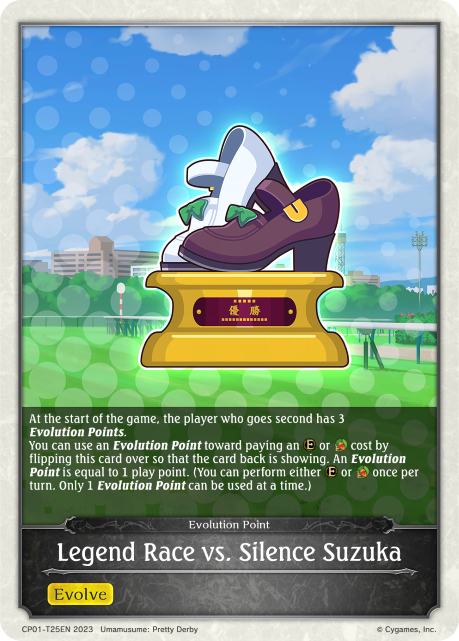 優勝
At the start of the game, the player who goes second has 3
Evolution Points.
You can use an Evolution Point toward paying an E or cost by
flipping this card over so that the card back is showing. An Evolution
Point is equal to 1 play point. (You can perform either E or once per
turn. Only 1 Evolution Point can be used at a time.)
Evolution Point
Legend Race vs. Silence Suzuka
Evolve
CP01-T25EN 2023 Umamusume: Pretty Derby
© Cygames, Inc.